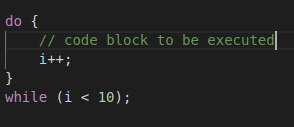 do {
    // code block to be executed
    i++;
}
while (i < 10);